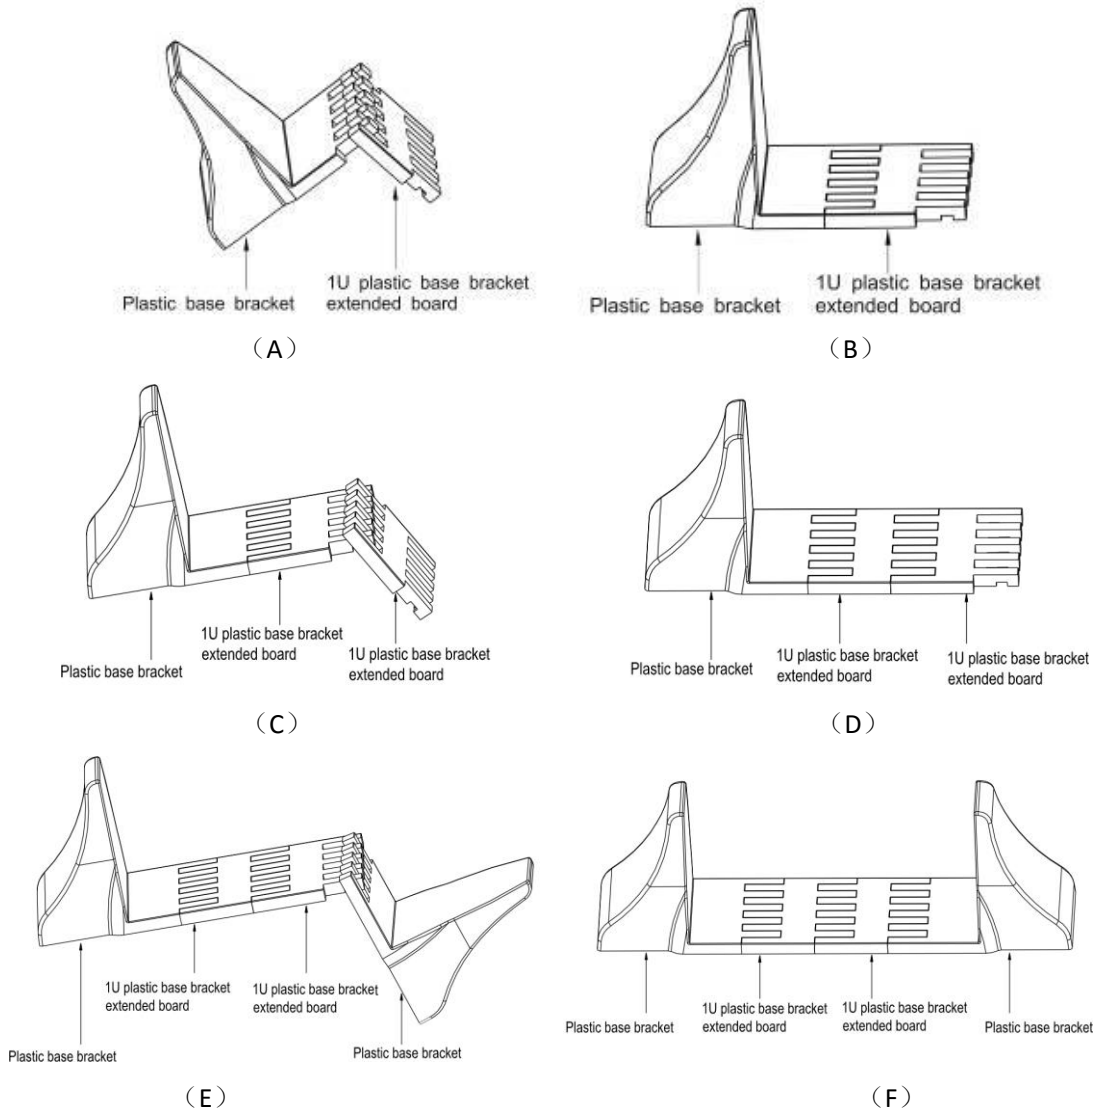 Plastic base bracket
1U plastic base bracket
extended board
（A）
Plastic base bracket
1U plastic base bracket
extended board
（B）
Plastic base bracket
1U plastic base bracket
extended board
1U plastic base bracket
extended board
（C）
Plastic base bracket
1U plastic base bracket
extended board
1U plastic base bracket
extended board
（D）
1U plastic base bracket
extended board
1U plastic base bracket
extended board
Plastic base bracket
Plastic base bracket
（E）
Plastic base bracket
1U plastic base bracket
extended board
1U plastic base bracket
extended board
Plastic base bracket
（F）